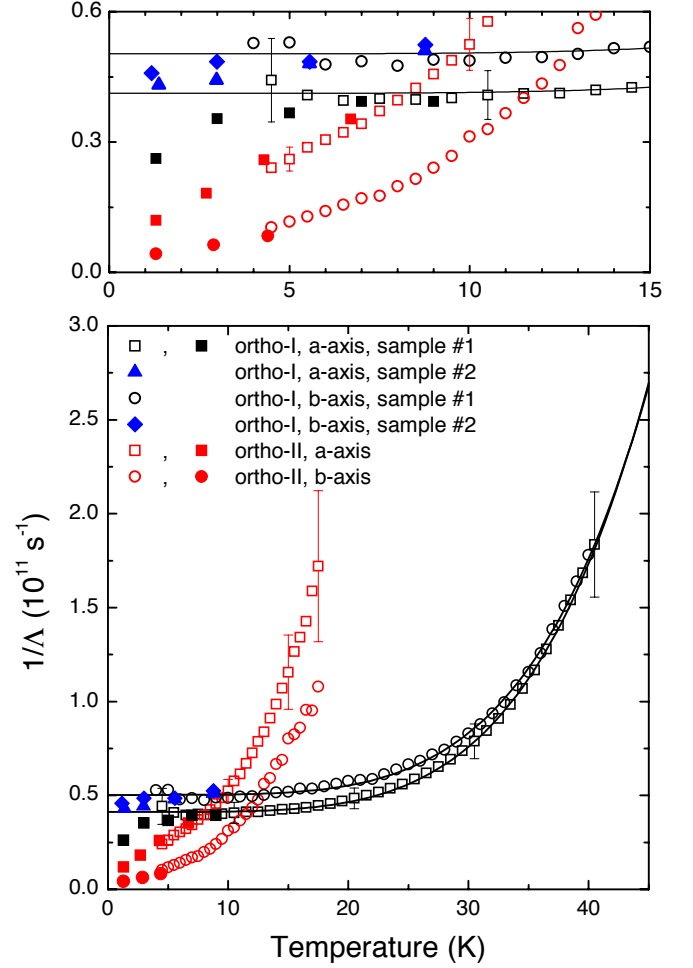 0.6
0.3
0.0
0 5 10 15
3.0
2.5
2.0
1.5
1.0
0.5
0.0
, ortho-I, a-axis, sample #1
ortho-I, a-axis, sample #2
ortho-I, b-axis, sample #1
ortho-I, b-axis, sample #2
, ortho-II, a-axis
, ortho-II, b-axis
1/Λ (10¹¹ s⁻¹)
0 10 20 30 40
Temperature (K)